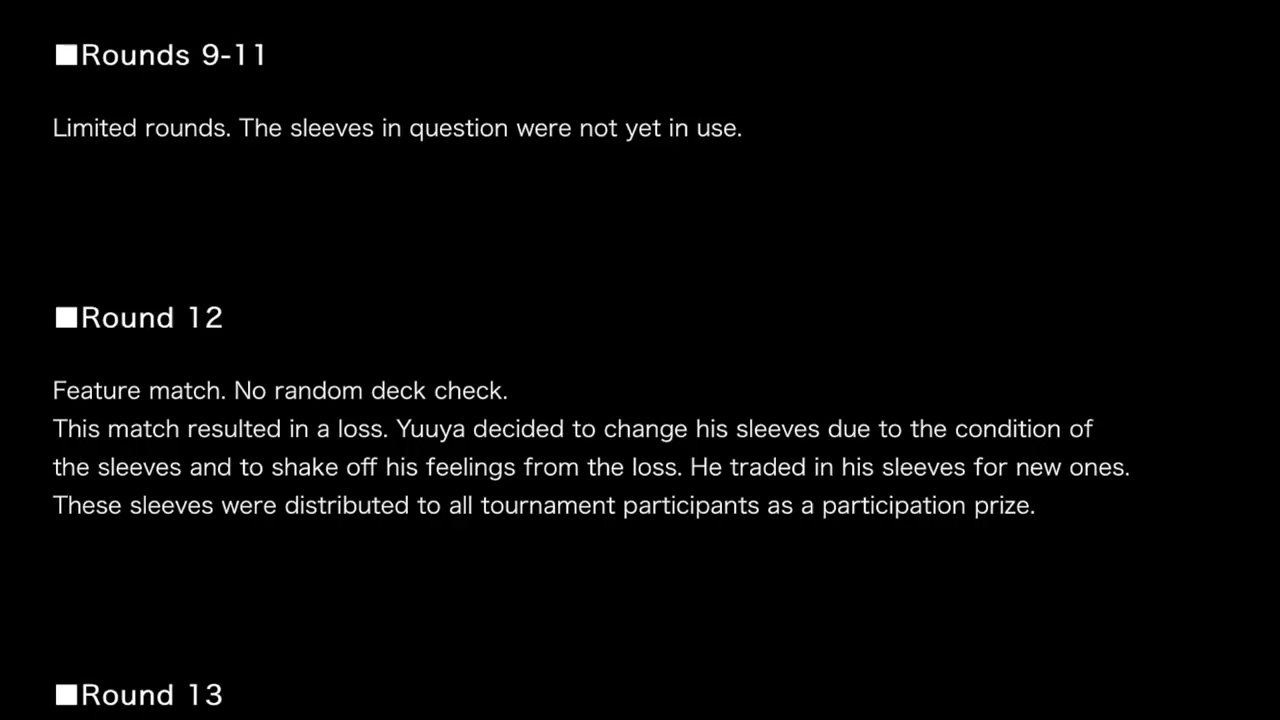 ■Rounds 9-11
Limited rounds. The sleeves in question were not yet in use.
■Round 12
Feature match. No random deck check.
This match resulted in a loss. Yuuya decided to change his sleeves due to the condition of
the sleeves and to shake off his feelings from the loss. He traded in his sleeves for new ones.
These sleeves were distributed to all tournament participants as a participation prize.
■Round 13